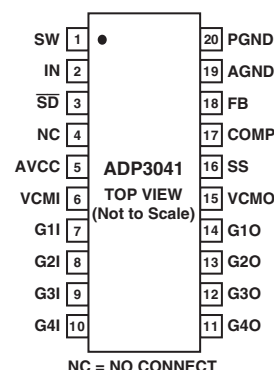 SW 1 20 PGND
IN 2 19 AGND
SD 3 18 FB
NC 4 17 COMP
AVCC 5 ADP3041 16 SS
VCMI 6 TOP VIEW 15 VCMO
(Not to Scale)
G1I 7 14 G1O
G2I 8 13 G2O
G3I 9 12 G3O
G4I 10 11 G4O
NC = NO CONNECT